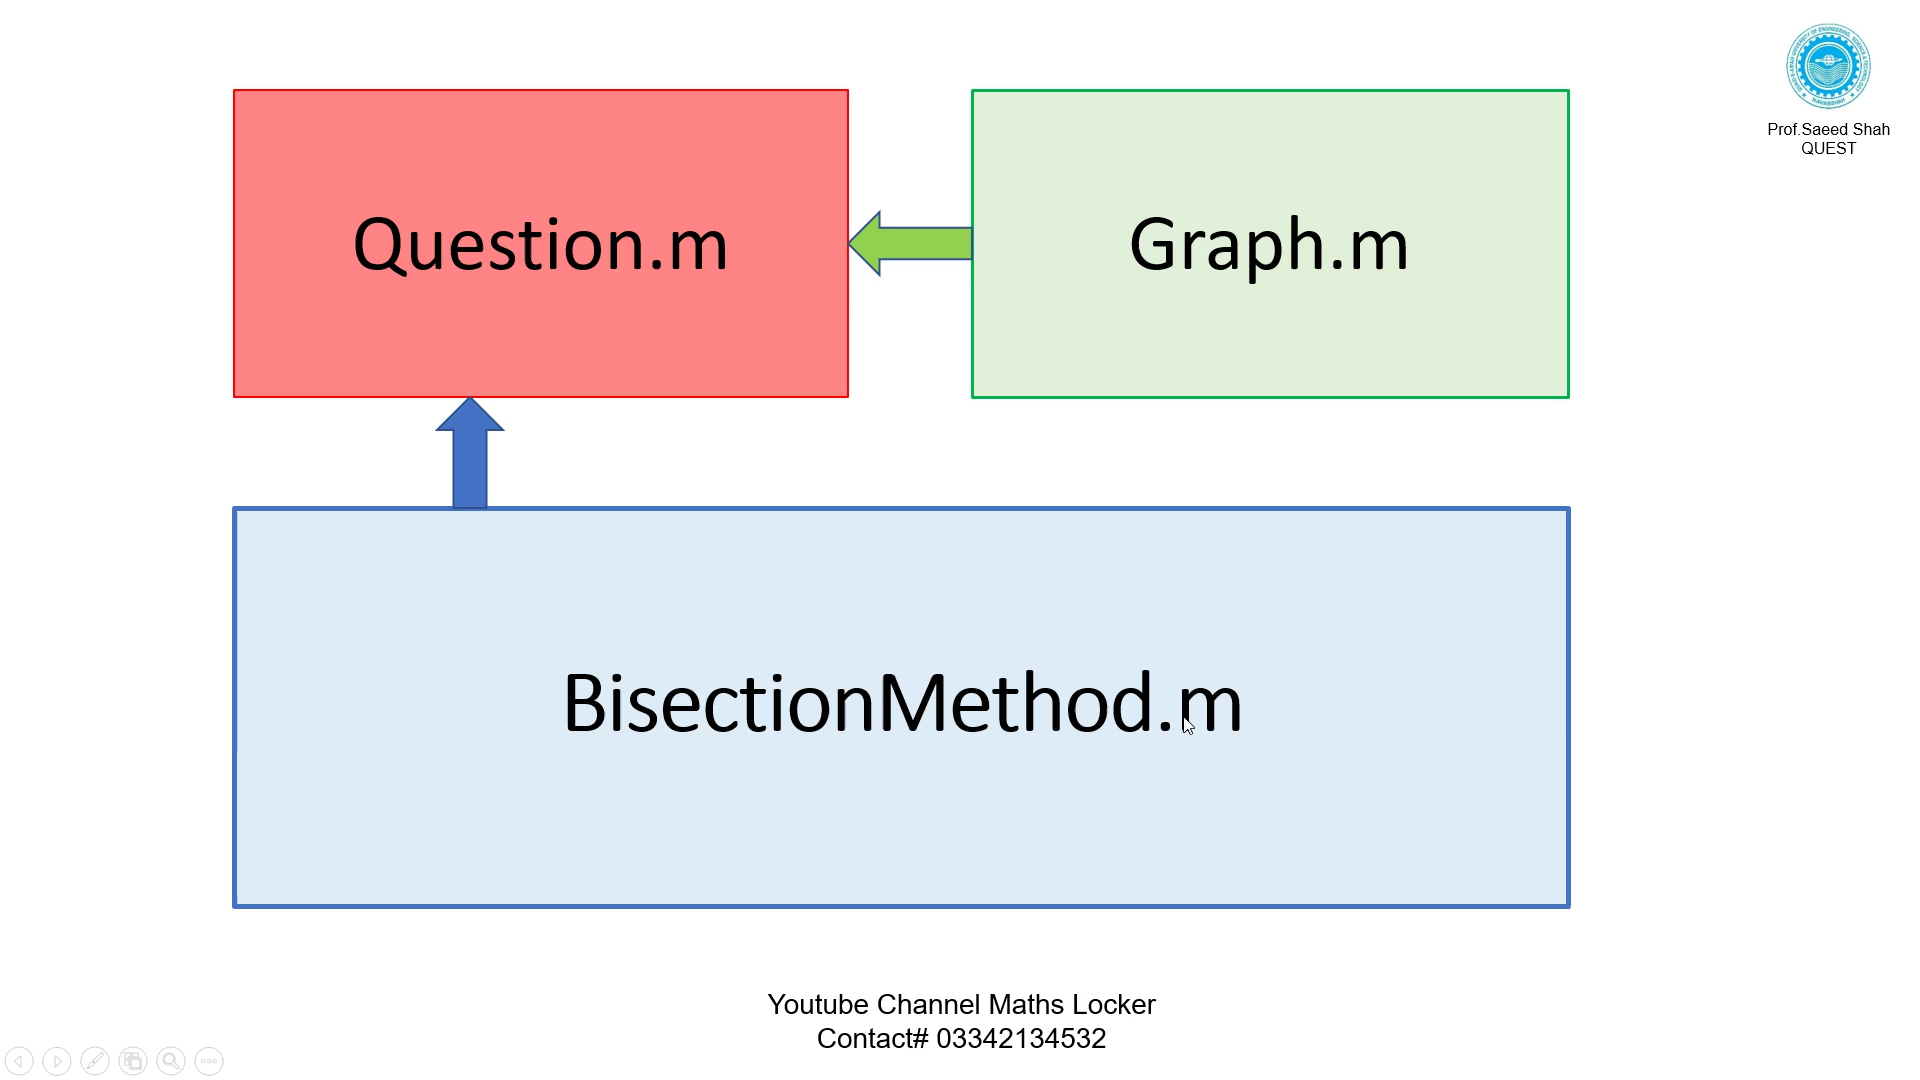 Question.m
Graph.m
Prof.Saeed Shah
QUEST
BisectionMethod.m
Youtube Channel Maths Locker
Contact# 03342134532